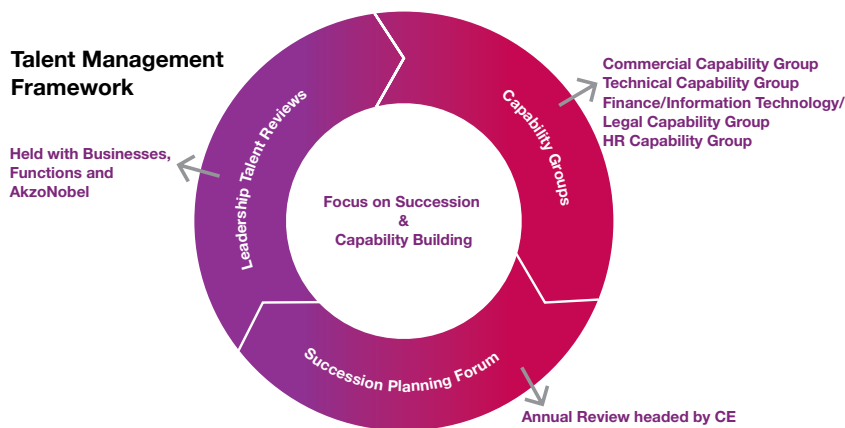 Talent Management
Framework
Leadership Talent Reviews
Held with Businesses,
Functions and
AkzoNobel
Capability Groups
Commercial Capability Group
Technical Capability Group
Finance/Information Technology/
Legal Capability Group
HR Capability Group
Focus on Succession
&
Capability Building
Succession Planning Forum
Annual Review headed by CE